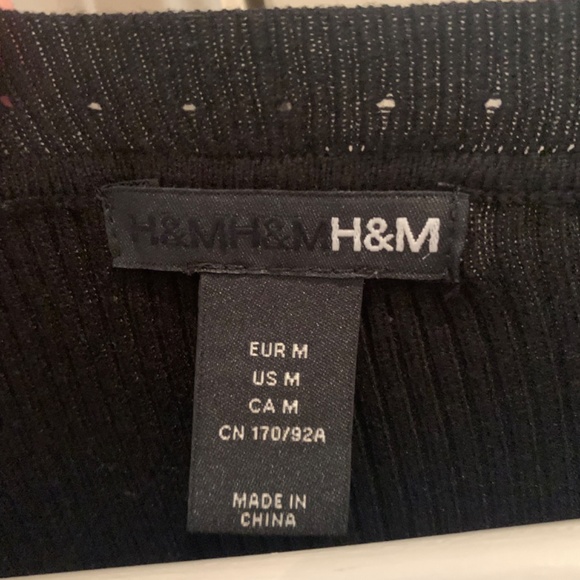 H&MH&MH&M
EUR M
US M
CA M
CN 170/92A
MADE IN
CHINA